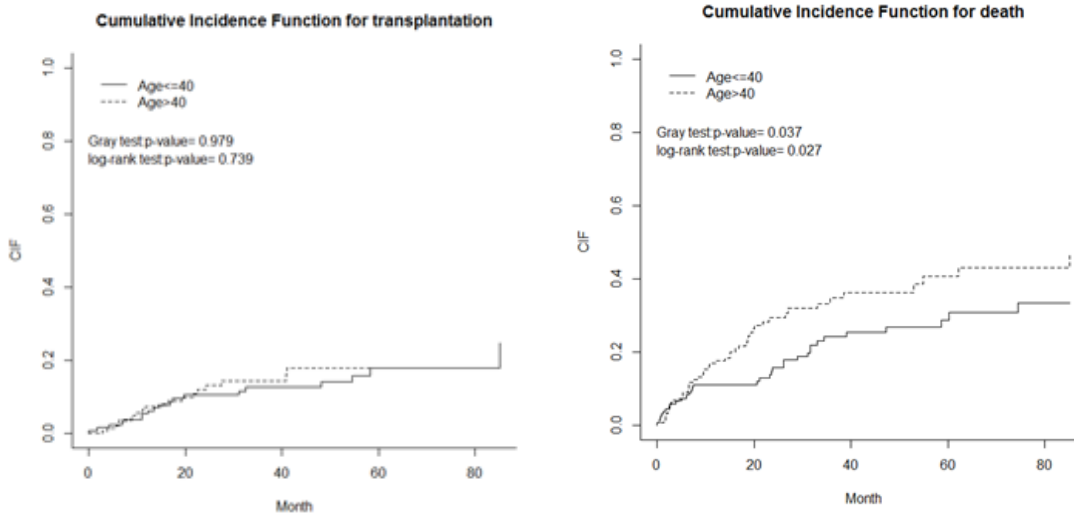 Cumulative Incidence Function for transplantation
1.0
0.8
0.6
0.4
0.2
0.0
CIF
Age<=40
Age>40
Gray test:p-value= 0.979
log-rank test:p-value= 0.739
0 20 40 60 80
Month
Cumulative Incidence Function for death
1.0
0.8
0.6
0.4
0.2
0.0
CIF
Age<=40
Age>40
Gray test:p-value= 0.037
log-rank test:p-value= 0.027
0 20 40 60 80
Month